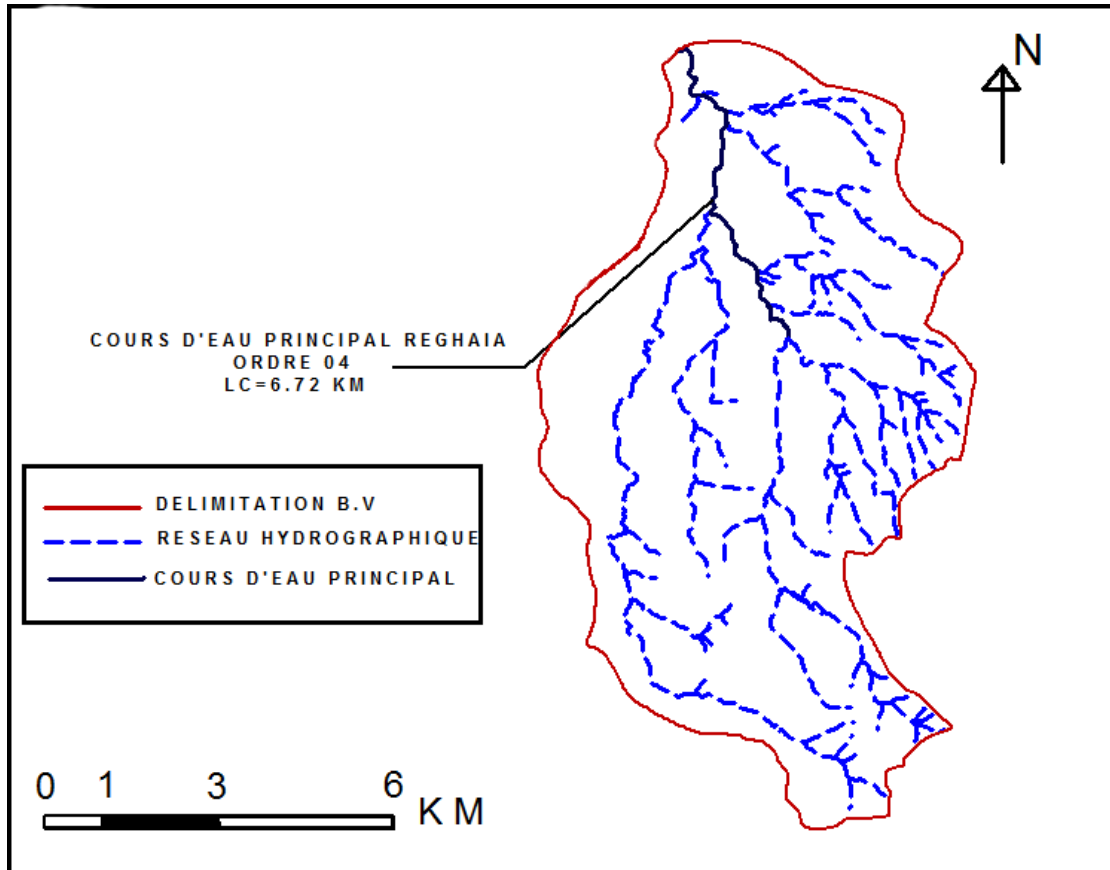 N
COURS D'EAU PRINCIPAL REGHAIA
ORDRE 04
LC=6.72 KM
DELIMITATION B.V
RESEAU HYDROGRAPHIQUE
COURS D'EAU PRINCIPAL
0 1 3 6
KM